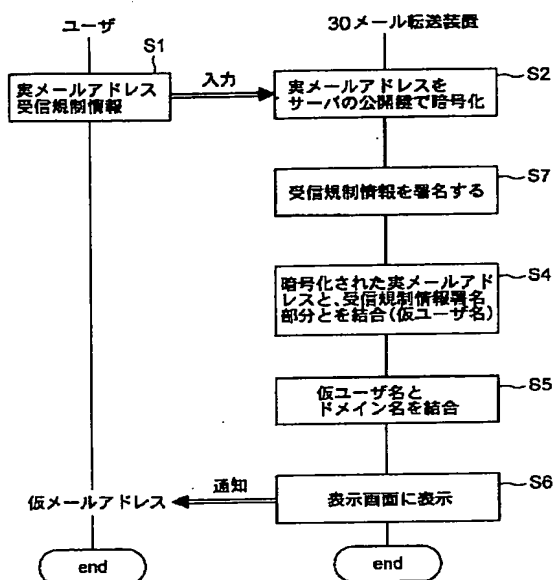 ユーザ
30メール転送装置
S1
実メールアドレス
受信規制情報
入力
S2
実メールアドレスを
サーバの公開鍵で暗号化
S7
受信規制情報を署名する
S4
暗号化された実メールアド
レスと、受信規制情報署名
部分とを結合(仮ユーザ名)
S5
仮ユーザ名と
ドメイン名を結合
S6
表示画面に表示
通知
仮メールアドレス
end
end